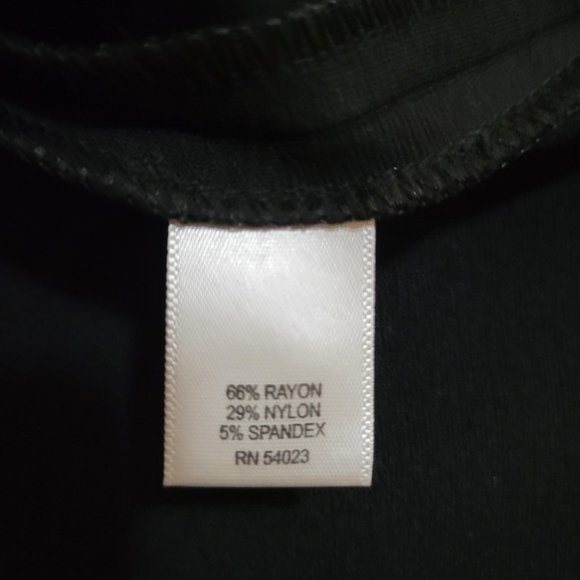 66% RAYON
29% NYLON
5% SPANDEX
RN 54023